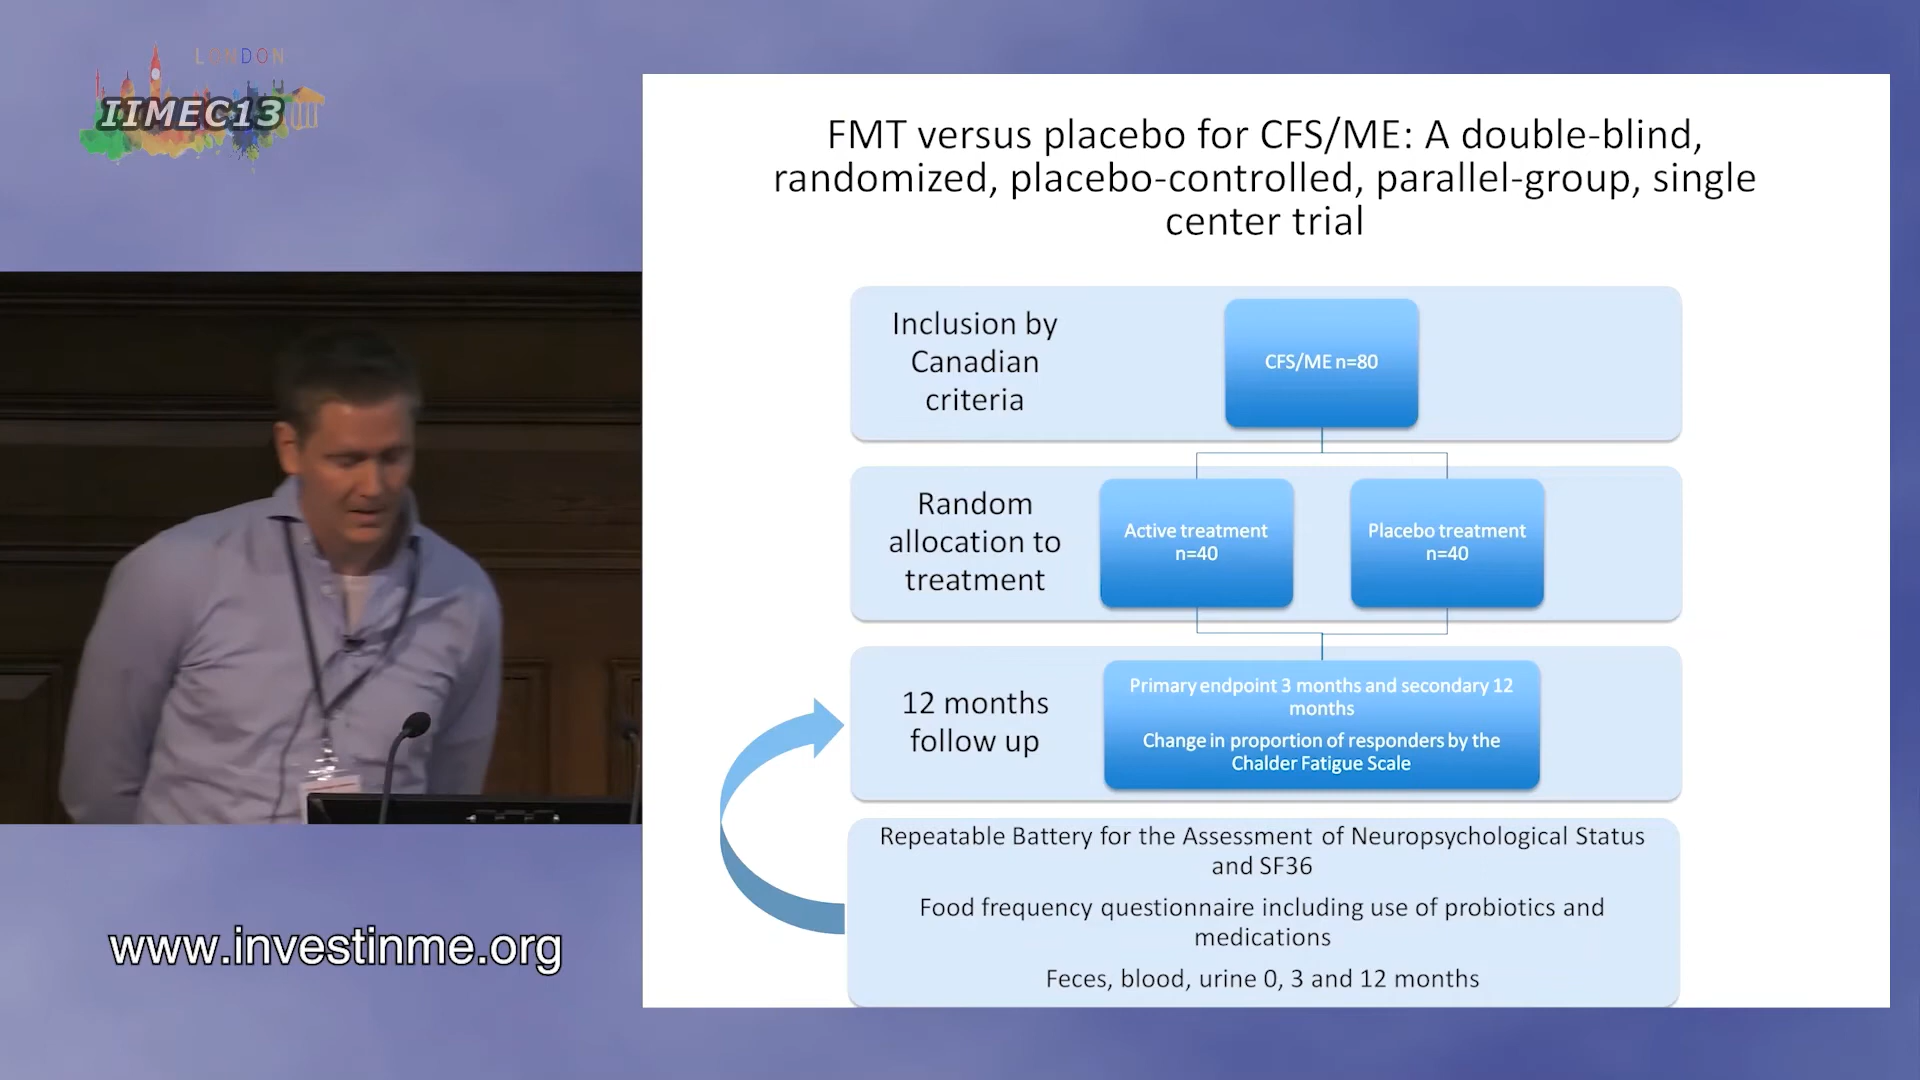 LONDON
IIMEC13
FMT versus placebo for CFS/ME: A double-blind,
randomized, placebo-controlled, parallel-group, single
center trial
Inclusion by
Canadian
criteria
CFS/ME n=80
Random
allocation to
treatment
Active treatment
n=40
Placebo treatment
n=40
12 months
follow up
Primary endpoint 3 months and secondary 12
months
Change in proportion of responders by the
Chalder Fatigue Scale
Repeatable Battery for the Assessment of Neuropsychological Status
and SF36
Food frequency questionnaire including use of probiotics and
medications
Feces, blood, urine 0, 3 and 12 months
www.investinme.org